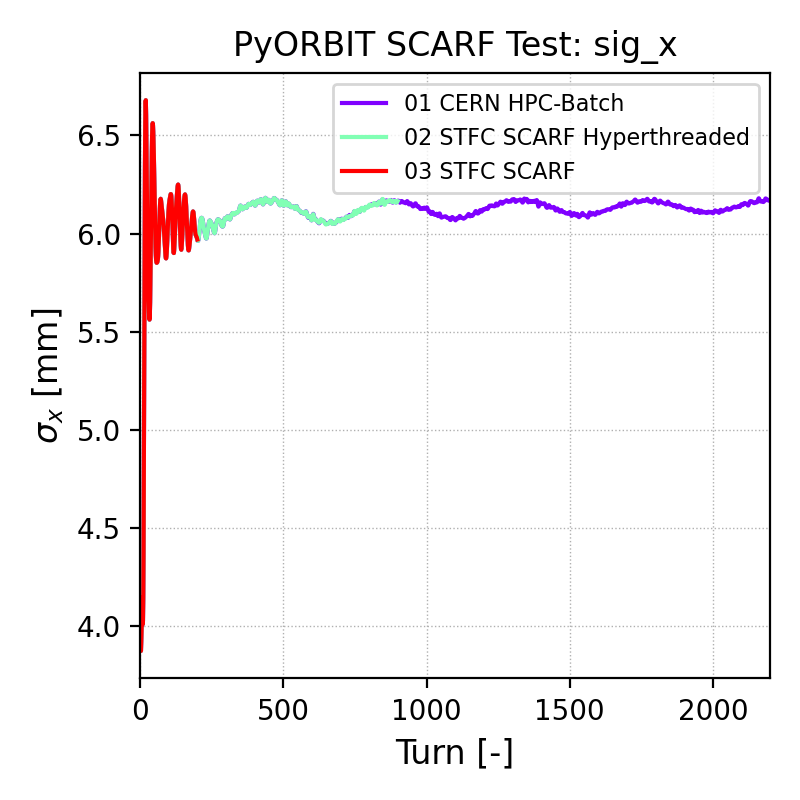 PyORBIT SCARF Test: sig_x
01 CERN HPC-Batch
02 STFC SCARF Hyperthreaded
03 STFC SCARF
6.5
6.0
5.5
5.0
4.5
4.0
σx [mm]
0 500 1000 1500 2000
Turn [-]